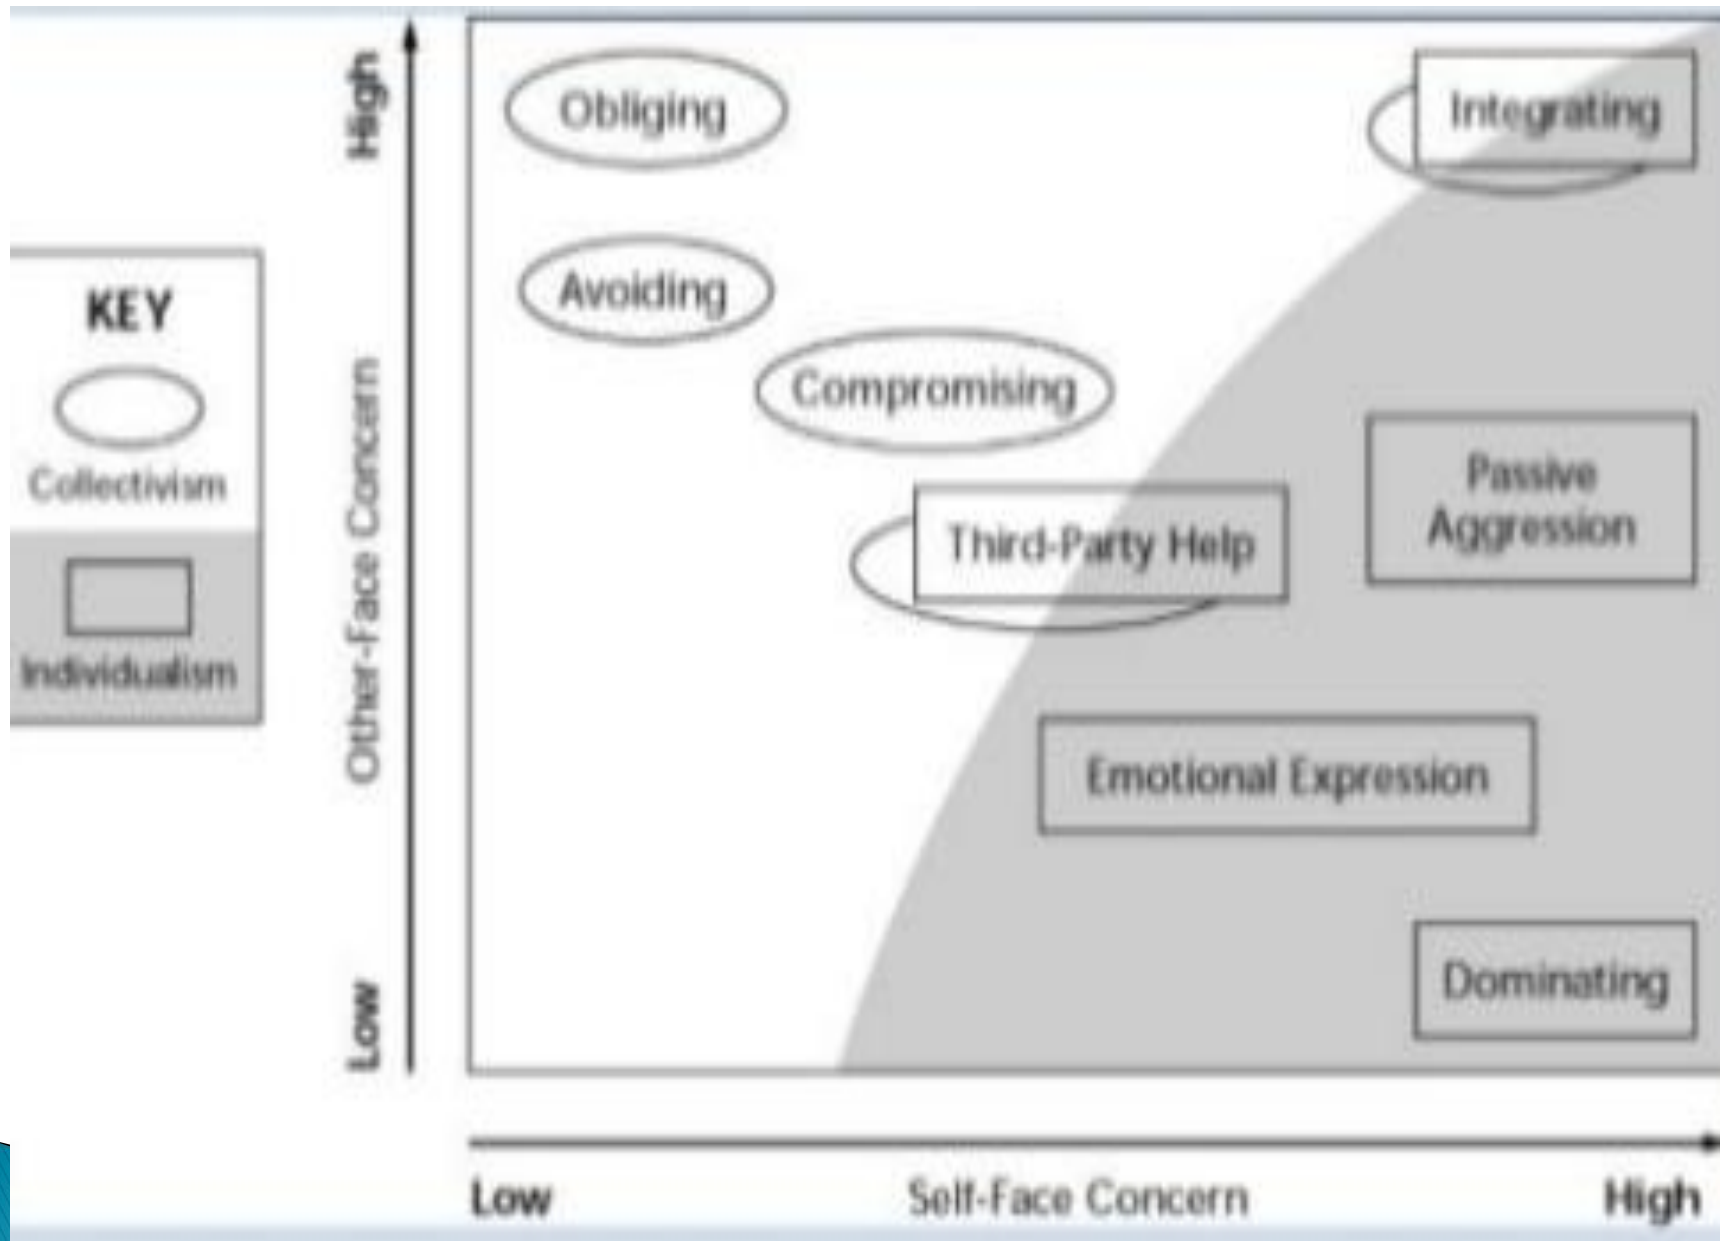 High
Obliging
Integrating
Avoiding
KEY
Compromising
Collectivism
Passive
Aggression
Third-Party Help
Individualism
Other-Face Concern
Emotional Expression
Dominating
Low
Low
Self-Face Concern
High